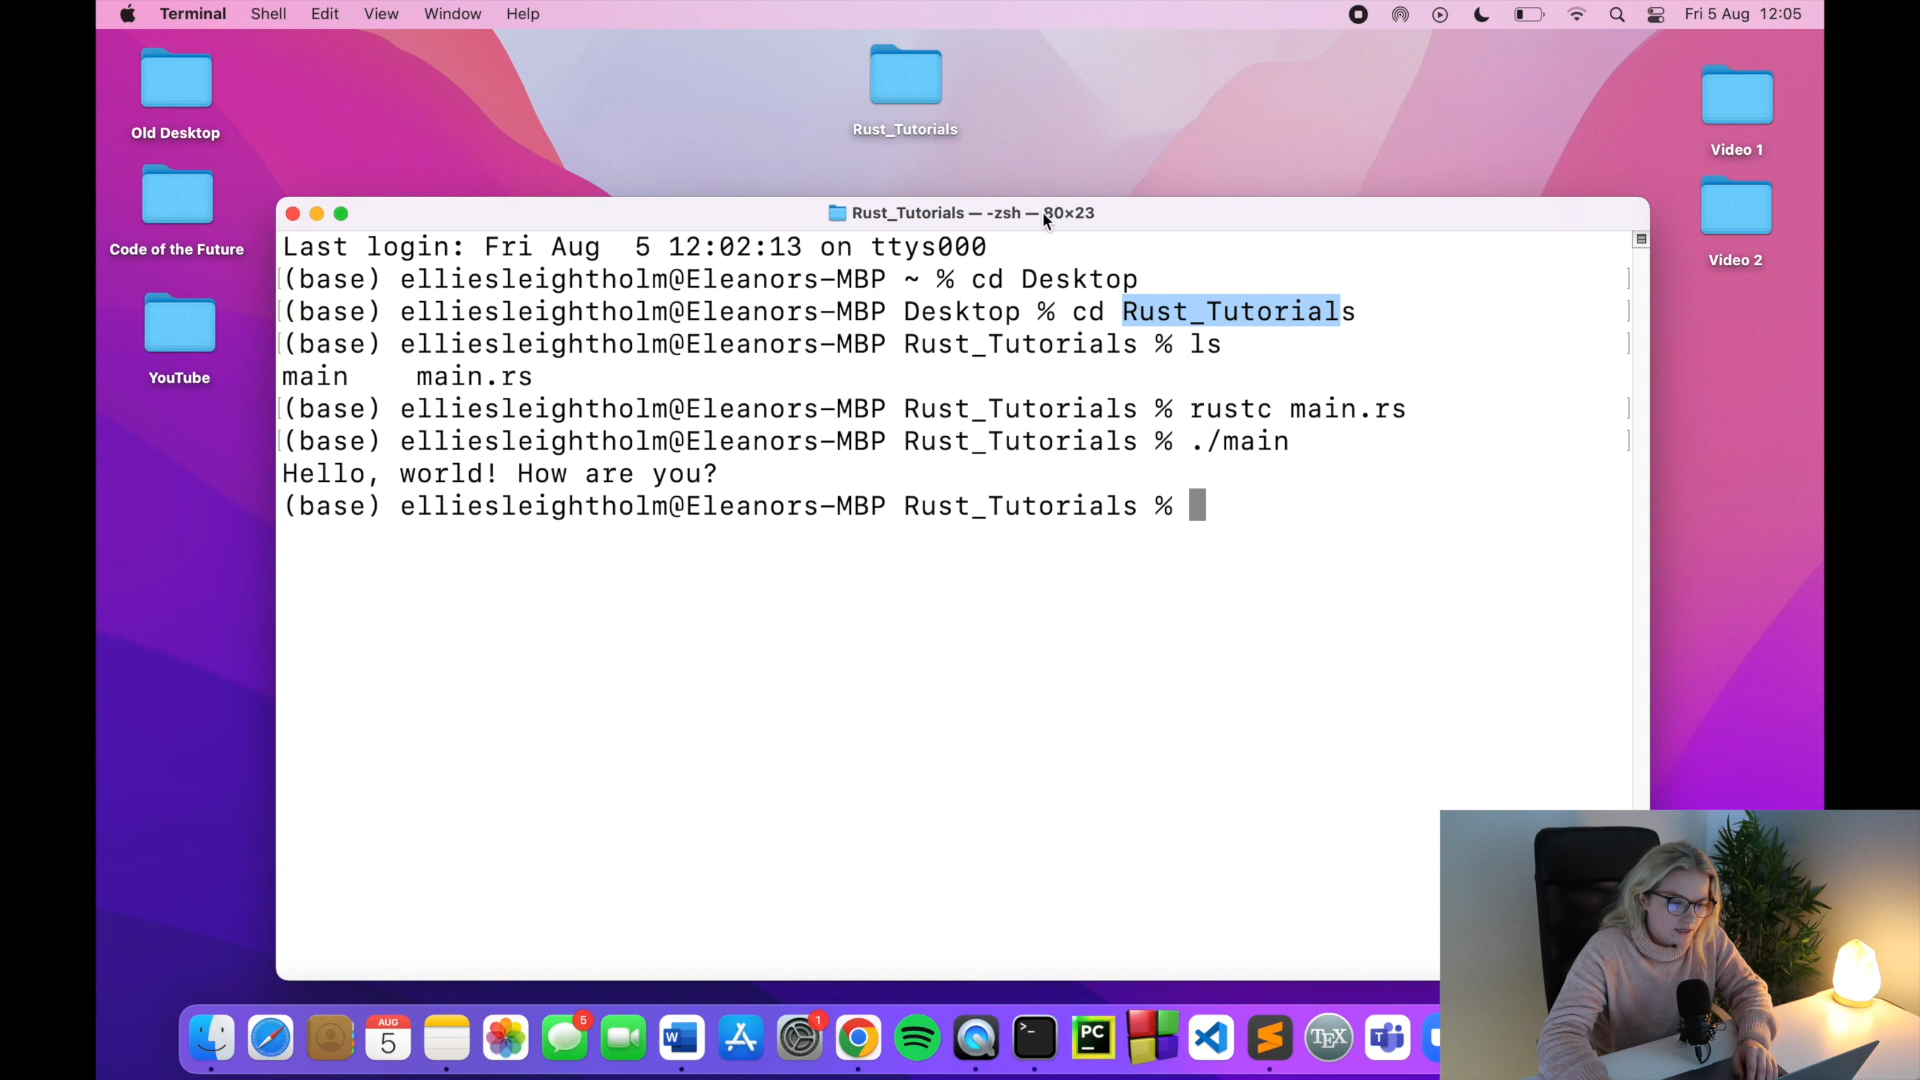 Terminal Shell Edit View Window Help Fri 5 Aug 12:05
Old Desktop
Rust_Tutorials
Video 1
Code of the Future
Video 2
YouTube
Rust_Tutorials — -zsh — 80×23
Last login: Fri Aug  5 12:02:13 on ttys000
(base) elliesleightholm@Eleanors-MBP ~ % cd Desktop
(base) elliesleightholm@Eleanors-MBP Desktop % cd Rust_Tutorials
(base) elliesleightholm@Eleanors-MBP Rust_Tutorials % ls
main    main.rs
(base) elliesleightholm@Eleanors-MBP Rust_Tutorials % rustc main.rs
(base) elliesleightholm@Eleanors-MBP Rust_Tutorials % ./main
Hello, world! How are you?
(base) elliesleightholm@Eleanors-MBP Rust_Tutorials %
AUG
5
5
W
1
>_
PC
TEX
T